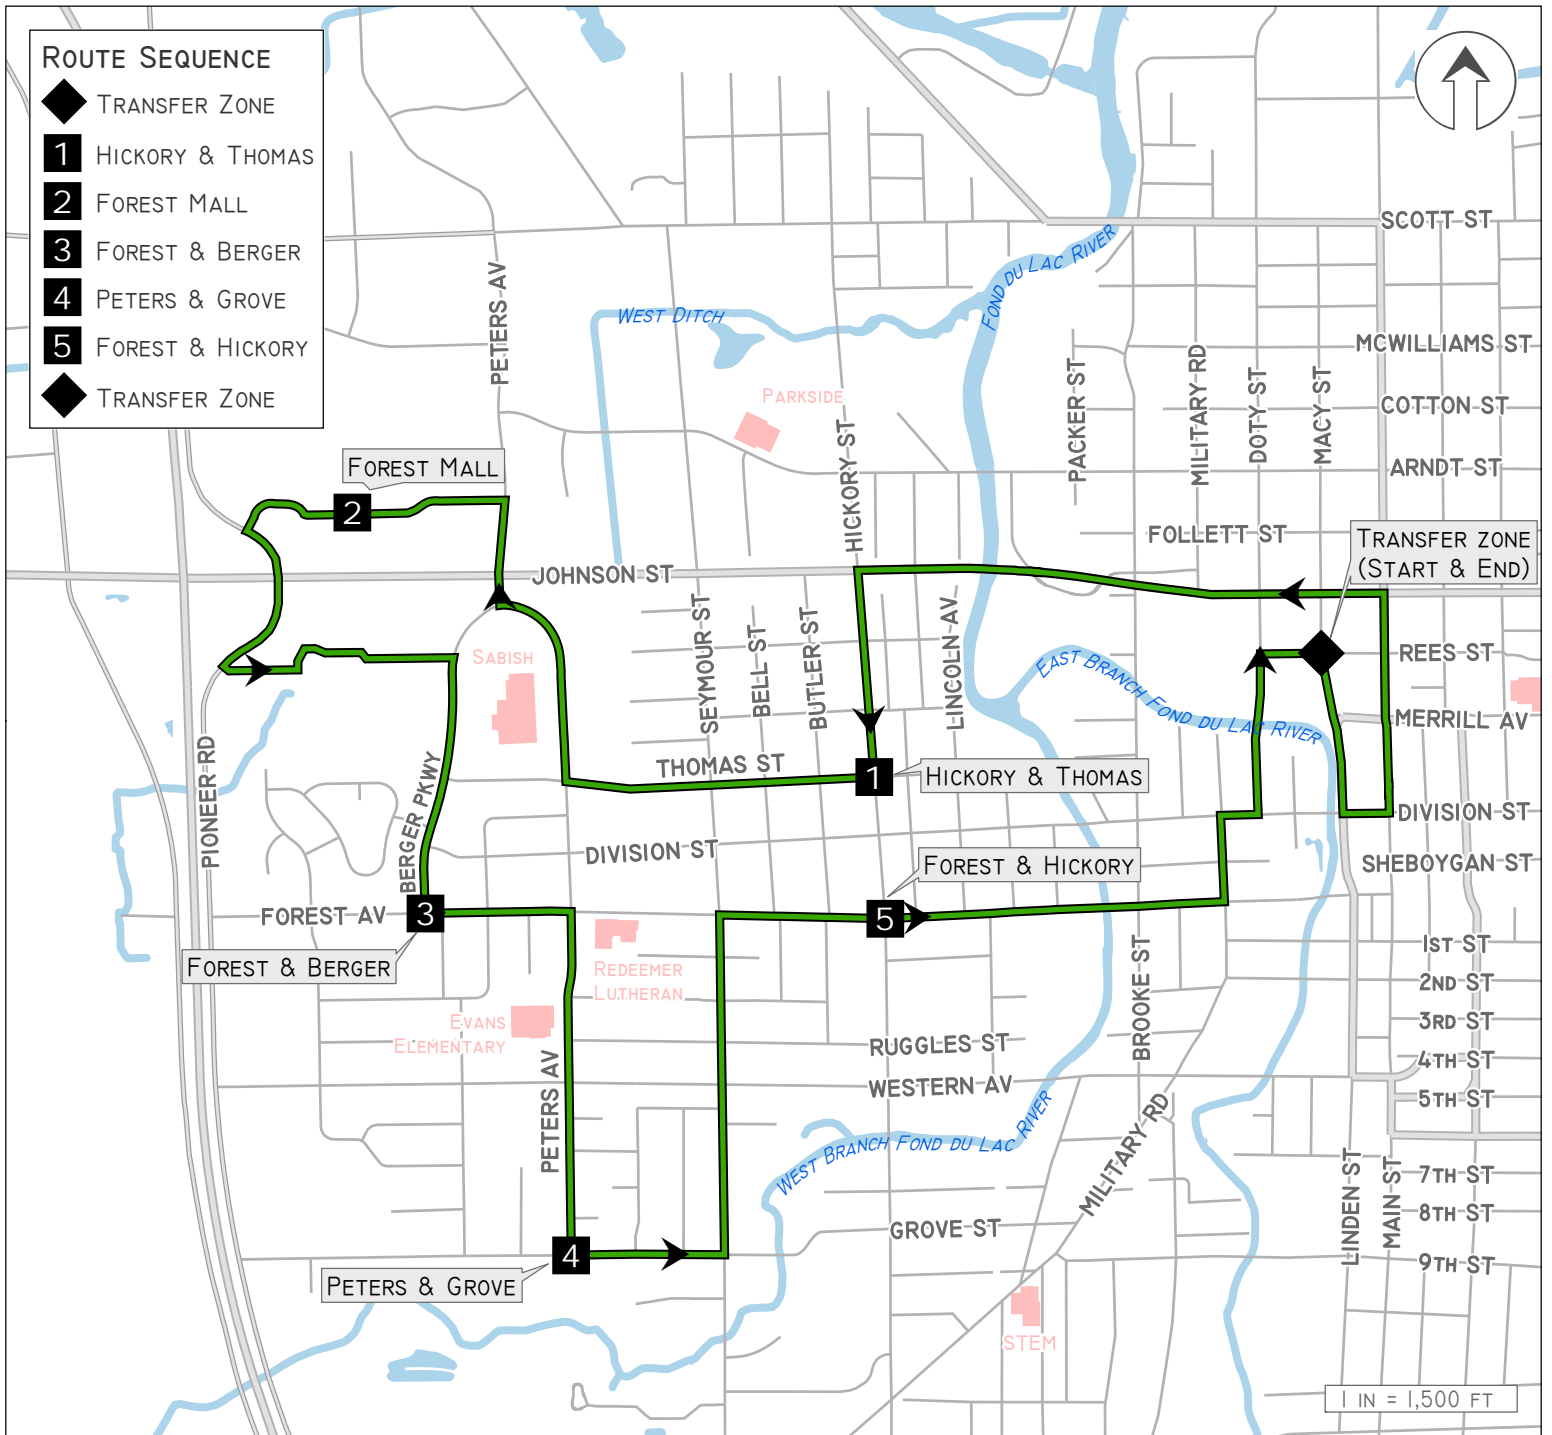 Route Sequence
Transfer Zone
1 Hickory & Thomas
2 Forest Mall
3 Forest & Berger
4 Peters & Grove
5 Forest & Hickory
Transfer Zone
SCOTT ST
FOND DU LAC RIVER
PETERS AV
WEST DITCH
MCWILLIAMS ST
PACKER ST
MILITARY RD
DOTY ST
MACY ST
Parkside
COTTON ST
HICKORY ST
Forest Mall
2
ARNDT ST
FOLLETT ST
Transfer zone
(Start & End)
JOHNSON ST
SEYMOUR ST
BELL ST
BUTLER ST
LINCOLN AV
Sabish
EAST BRANCH FOND DU LAC RIVER
REES ST
MERRILL AV
PIONEER RD
BERGER PKWY
THOMAS ST
1
Hickory & Thomas
DIVISION ST
DIVISION ST
Forest & Hickory
SHEBOYGAN ST
FOREST AV
3
5
Forest & Berger
Redeemer
Lutheran
1ST ST
2ND ST
BROOKE ST
Evans
Elementary
3RD ST
RUGGLES ST
4TH ST
PETERS AV
WESTERN AV
5TH ST
WEST BRANCH FOND DU LAC RIVER
MILITARY RD
LINDEN ST
MAIN ST
7TH ST
8TH ST
GROVE ST
4
Peters & Grove
9TH ST
STEM
1 in = 1,500 ft